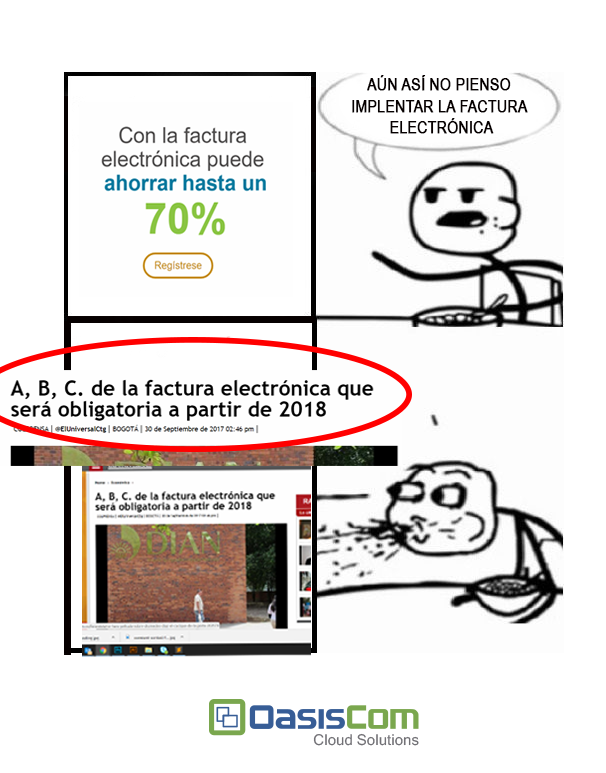 Con la factura
electrónica puede
ahorrar hasta un
70%
Regístrese
AÚN ASÍ NO PIENSO
IMPLENTAR LA FACTURA
ELECTRÓNICA
A, B, C. de la factura electrónica que
será obligatoria a partir de 2018
@ElUniversalCtg | BOGOTÁ | 30 de Septiembre de 2017 02:46 pm |
A, B, C. de la factura electrónica que
será obligatoria a partir de 2018
DIAN
OasisCom
Cloud Solutions